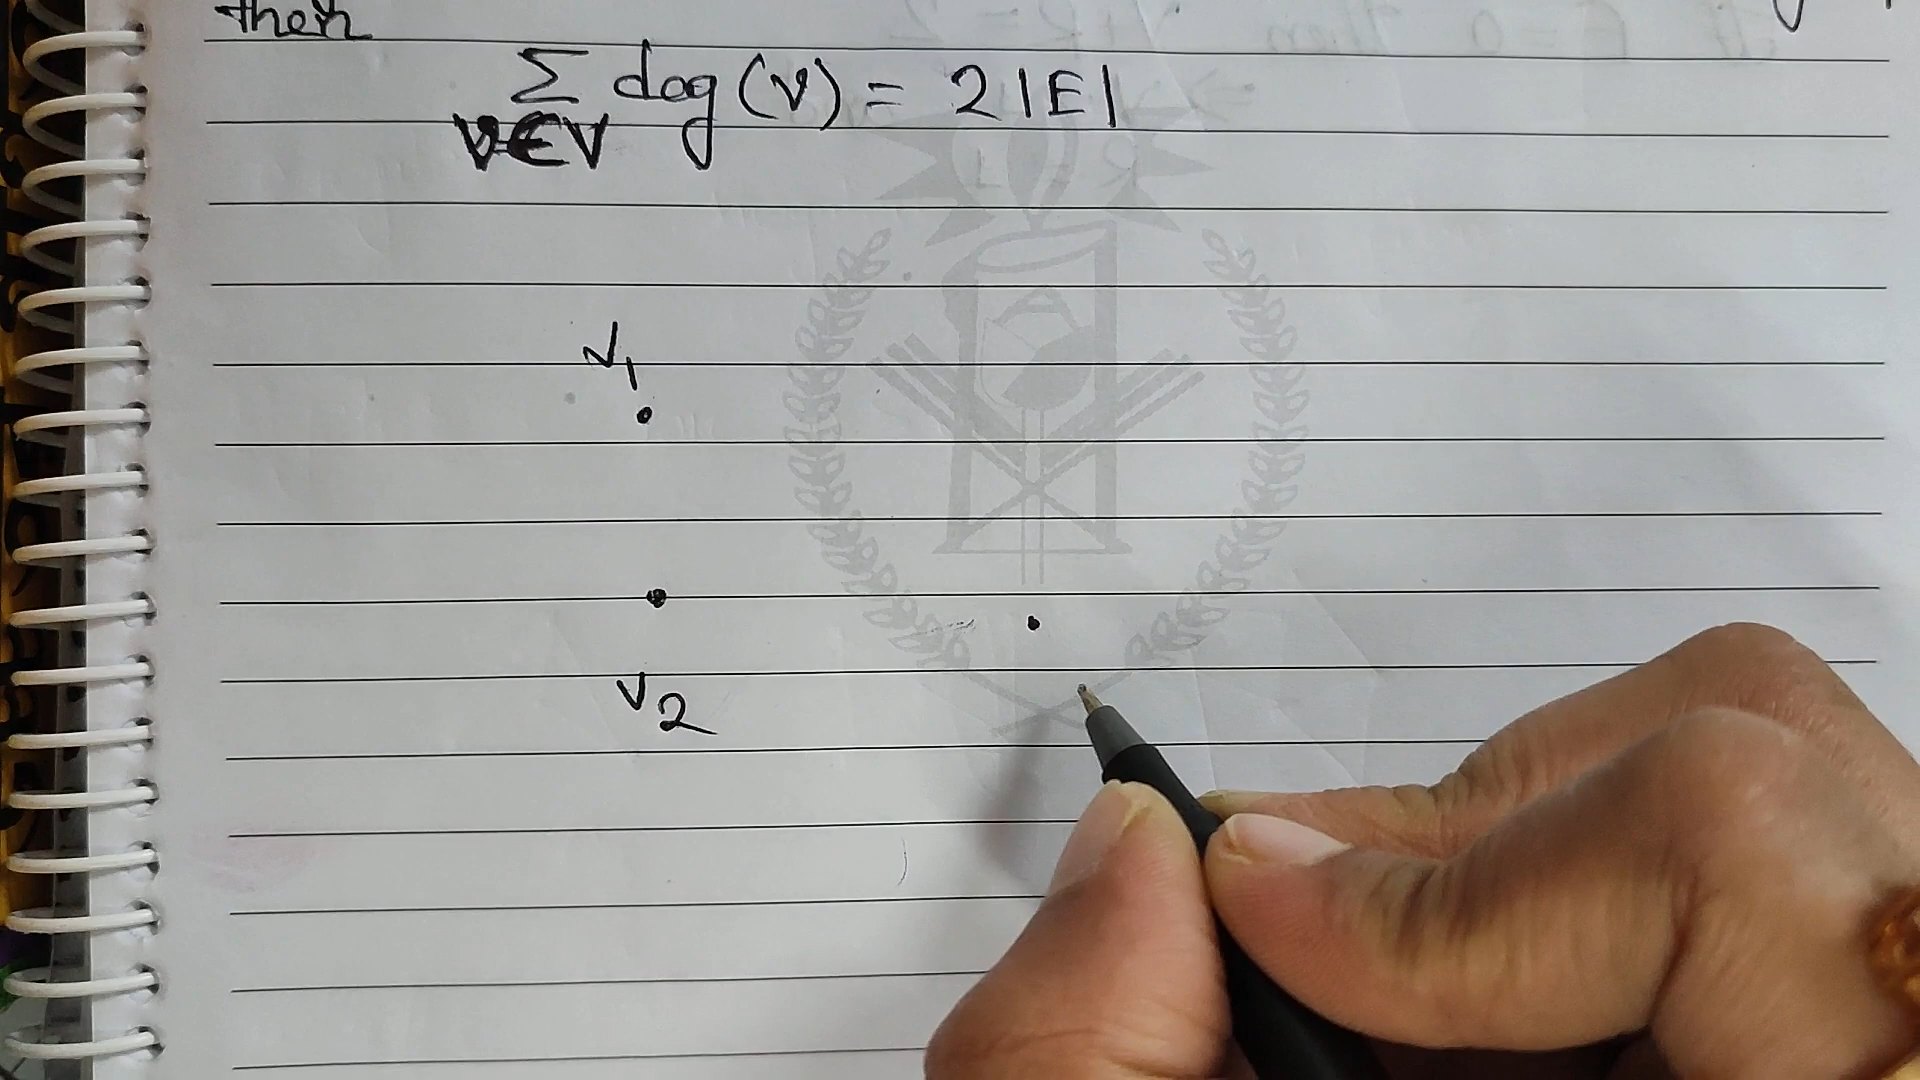 then
Σ deg (v) = 2|E|
v∈V
v₁
v₂